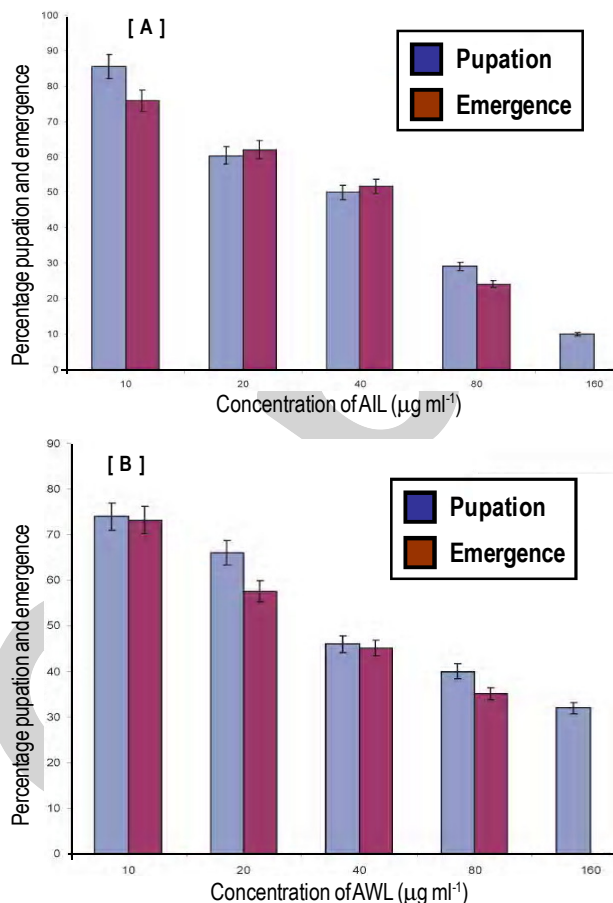 [ A ]
Pupation
Emergence
Percentage pupation and emergence
100
90
80
70
60
50
40
30
20
10
0
10 20 40 80 160
Concentration of AIL (μg ml-1)
[ B ]
Pupation
Emergence
Percentage pupation and emergence
90
80
70
60
50
40
30
20
10
0
10 20 40 80 160
Concentration of AWL (μg ml-1)